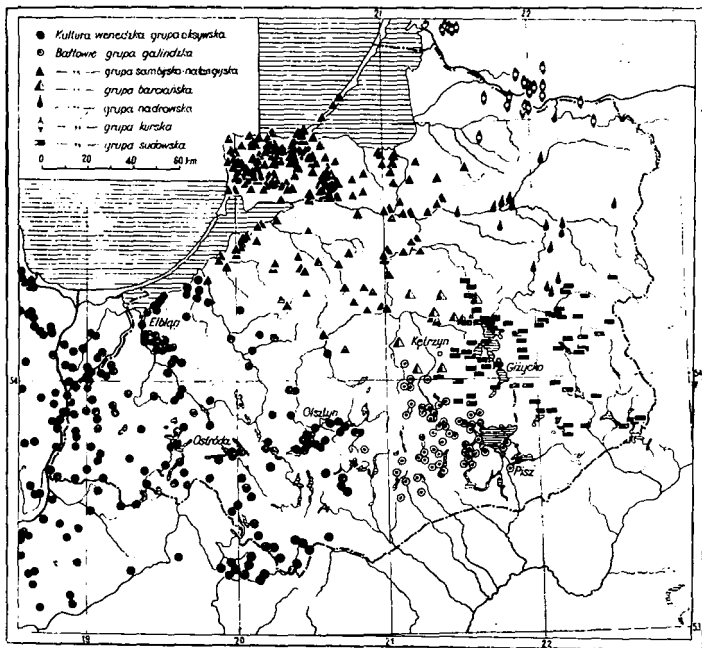 Kultura wenedzka grupa oksywska
Bałtowie grupa galindzka
—„— grupa sambijsko-natangijska
—„— grupa barciańska
—„— grupa nadrowska
—„— grupa kurska
—„— grupa sudowska
0 20 40 60 km
21 22
Elbląg
Kętrzyn
Giżycko
54
Olsztyn
Ostróda
Pisz
53
19 20 21 22